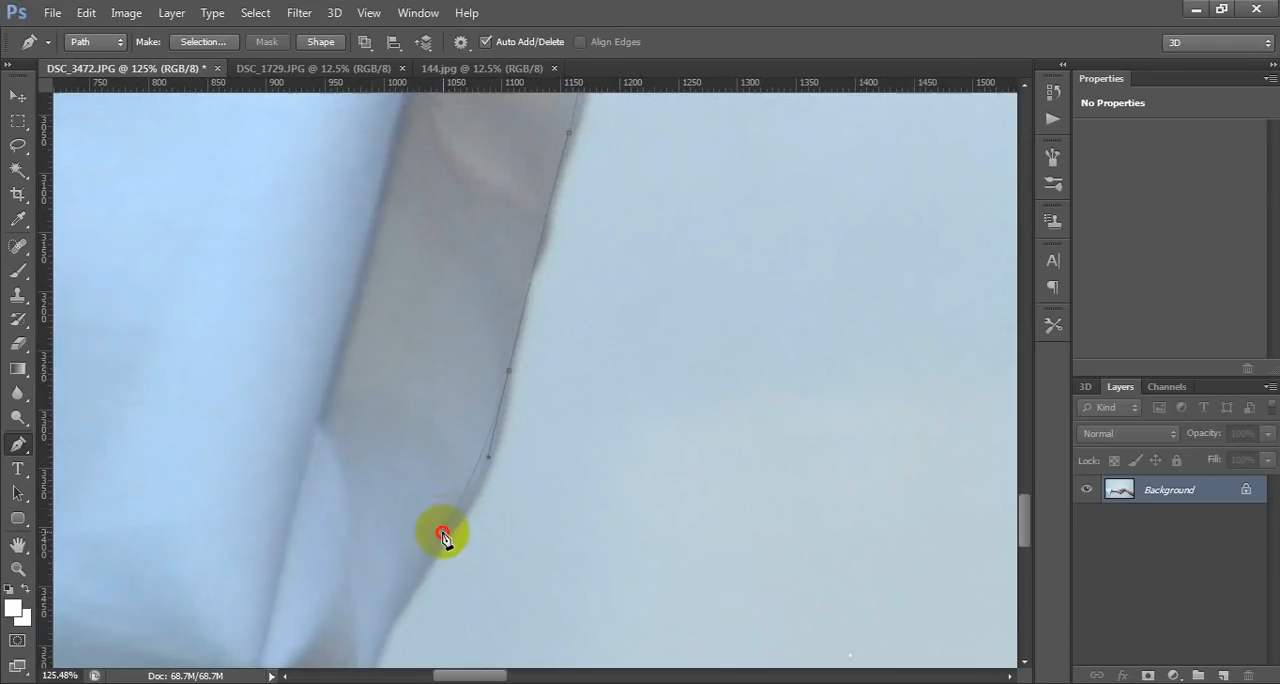 Ps File Edit Image Layer Type Select Filter 3D View Window Help
Path Make: Selection... Mask Shape Auto Add/Delete Align Edges 3D
DSC_3472.JPG @ 125% (RGB/8) * × DSC_1729.JPG @ 12.5% (RGB/8) × 144.jpg @ 12.5% (RGB/8) ×
Properties
750 800 850 900 950 1000 1050 1100 1150 1200 1250 1300 1350 1400 1450 1500
No Properties
3D Layers Channels
Kind
Normal Opacity: 100%
Lock: Fill: 100%
Background
125.48% Doc: 68.7M/68.7M